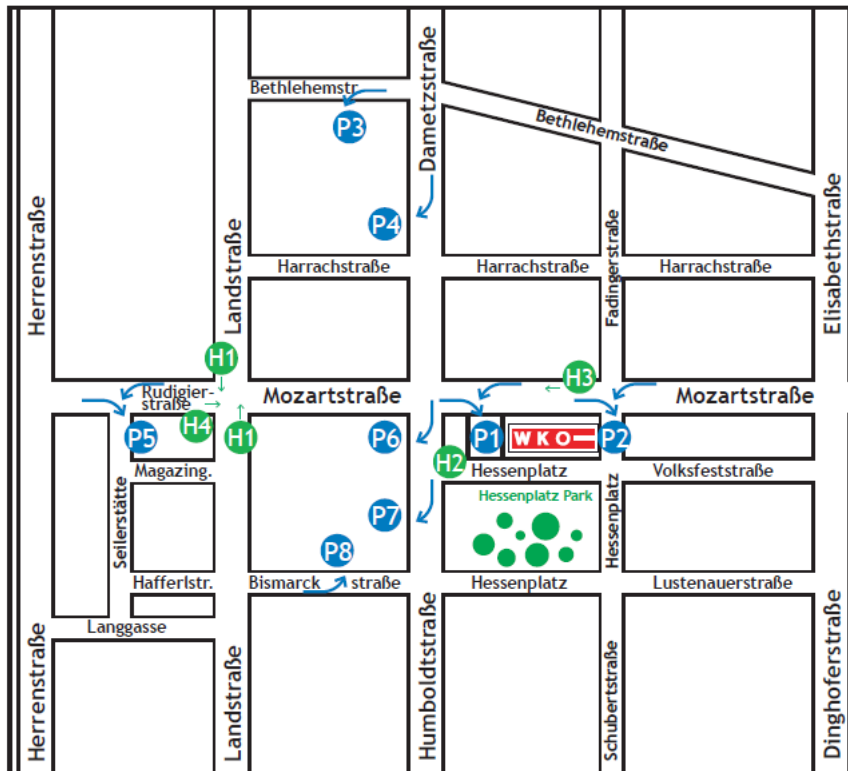 Bethlehemstr.
Dametzstraße
Bethlehemstraße
P3
P4
Herrenstraße
Landstraße
Fadingerstraße
Elisabethstraße
Harrachstraße
Harrachstraße
Harrachstraße
H1
H3
Rudigier-
straße
Mozartstraße
Mozartstraße
P5
H4
H1
P6
P1
WKO
P2
H2
Magazing.
Hessenplatz
Volksfeststraße
Seilerstätte
Hessenplatz Park
Hessenplatz
P7
P8
Hafferlstr.
Bismarck straße
Hessenplatz
Lustenauerstraße
Langgasse
Herrenstraße
Landstraße
Humboldtstraße
Schubertstraße
Dinghoferstraße